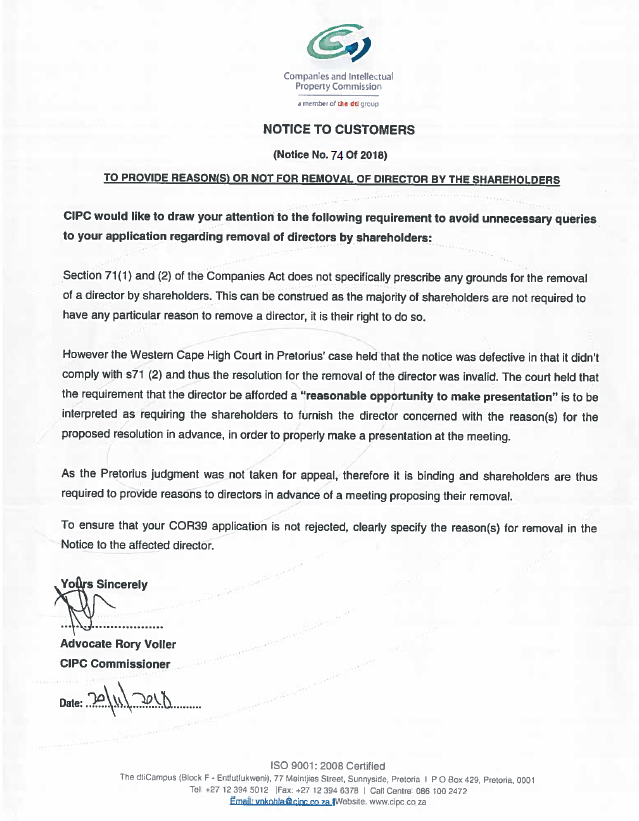 Companies and Intellectual
Property Commission
a member of the dti group
NOTICE TO CUSTOMERS
(Notice No. 74 Of 2018)
TO PROVIDE REASON(S) OR NOT FOR REMOVAL OF DIRECTOR BY THE SHAREHOLDERS
CIPC would like to draw your attention to the following requirement to avoid unnecessary queries
to your application regarding removal of directors by shareholders:
Section 71(1) and (2) of the Companies Act does not specifically prescribe any grounds for the removal
of a director by shareholders. This can be construed as the majority of shareholders are not required to
have any particular reason to remove a director, it is their right to do so.
However the Western Cape High Court in Pretorius' case held that the notice was defective in that it didn't
comply with s71 (2) and thus the resolution for the removal of the director was invalid. The court held that
the requirement that the director be afforded a "reasonable opportunity to make presentation" is to be
interpreted as requiring the shareholders to furnish the director concerned with the reason(s) for the
proposed resolution in advance, in order to properly make a presentation at the meeting.
As the Pretorius judgment was not taken for appeal, therefore it is binding and shareholders are thus
required to provide reasons to directors in advance of a meeting proposing their removal.
To ensure that your COR39 application is not rejected, clearly specify the reason(s) for removal in the
Notice to the affected director.
Yours Sincerely
Advocate Rory Voller
CIPC Commissioner
Date: 20/11/2018
ISO 9001: 2008 Certified
The dtiCampus (Block F - Entfutfukweni), 77 Meintjies Street, Sunnyside, Pretoria I P O Box 429, Pretoria, 0001
Tel +27 12 394 5012 |Fax: +27 12 394 6378 | Call Centre: 086 100 2472
Email: vnkohla@cipc.co.za |Website. www.cipc.co.za